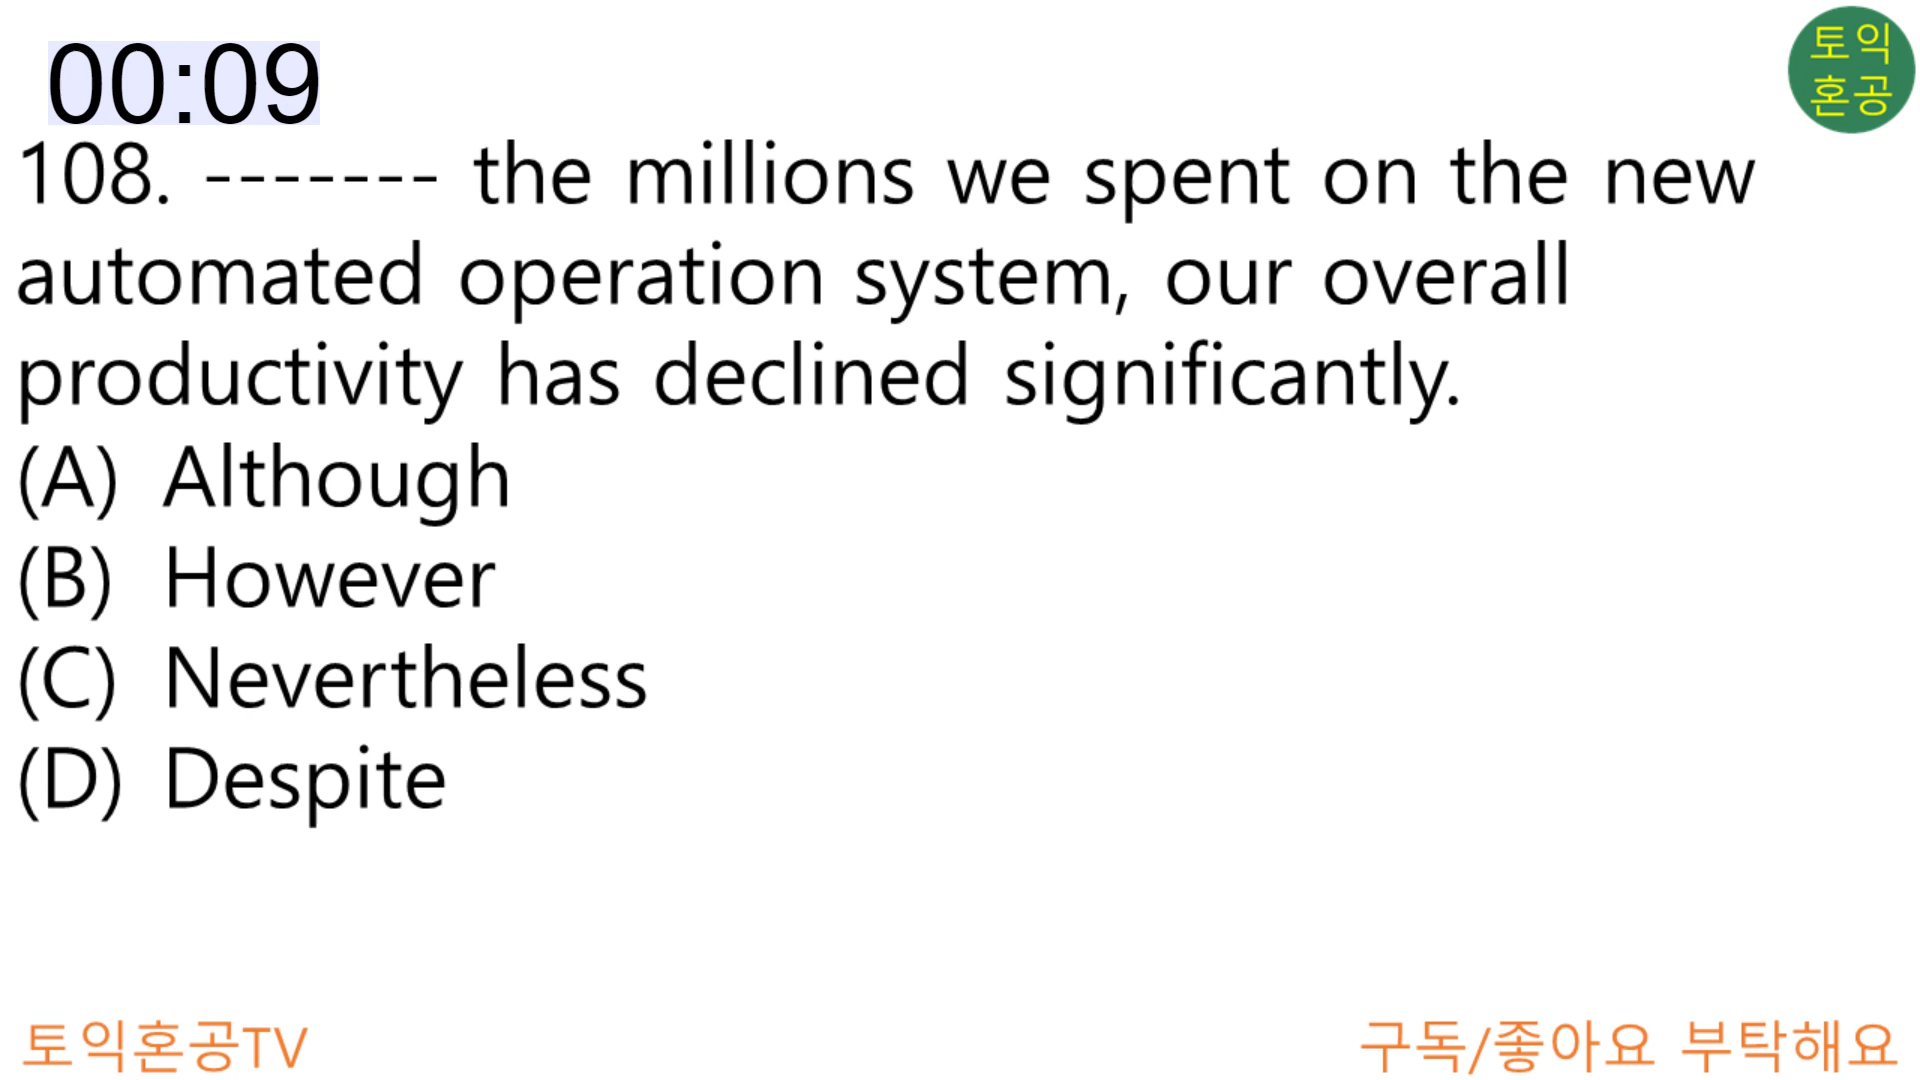 00:09
토익
혼공
108. ------- the millions we spent on the new
automated operation system, our overall
productivity has declined significantly.
(A) Although
(B) However
(C) Nevertheless
(D) Despite
토익혼공TV
구독/좋아요 부탁해요